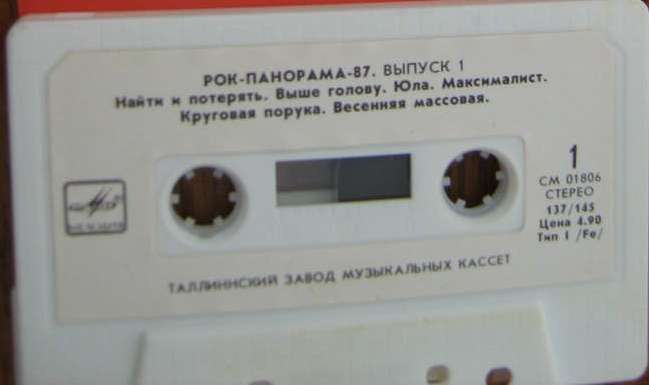 РОК-ПАНОРАМА-87. ВЫПУСК 1
Найти и потерять. Выше голову. Юла. Максималист.
Круговая порука. Весенняя массовая.
1
СМ 01806
СТЕРЕО
137/145
Цена 4.90
Тип I /Fe/
ТАЛЛИННСКИЙ ЗАВОД МУЗЫКАЛЬНЫХ КАССЕТ